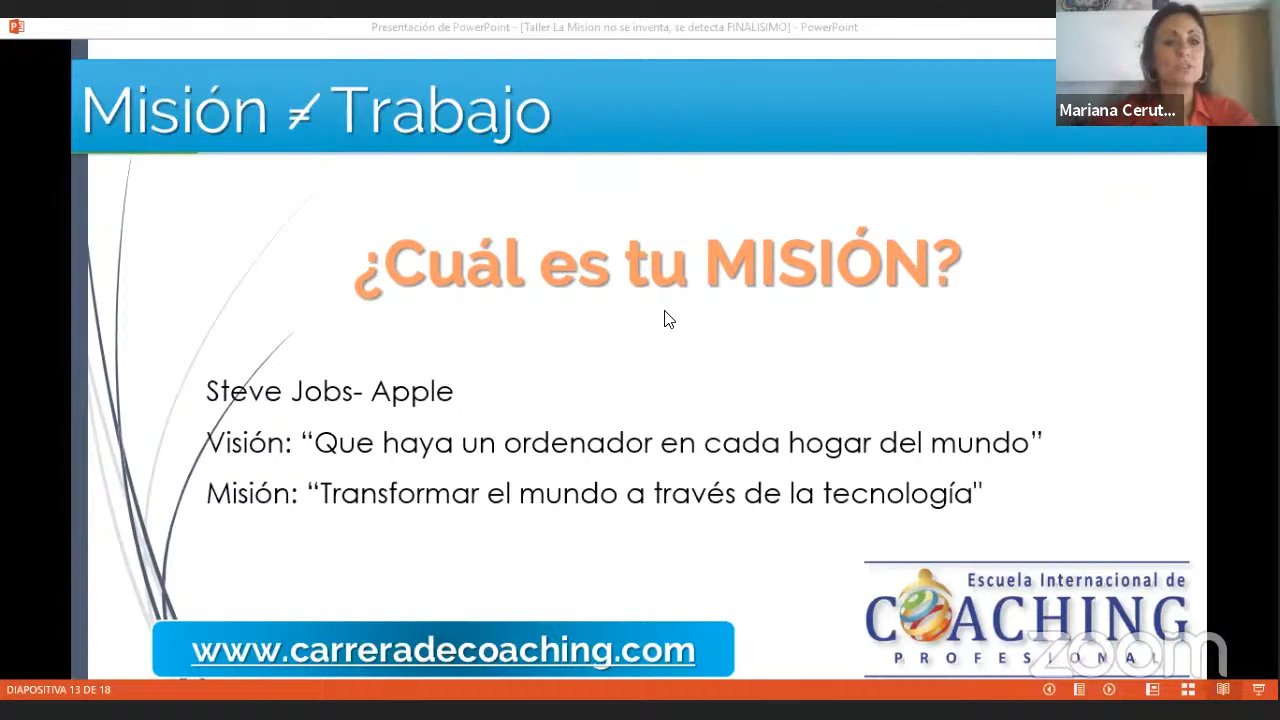 Presentación de PowerPoint - [Taller La Mision no se inventa, se detecta FINALíSIMO] - PowerPoint
Misión ≠ Trabajo
Mariana Cerut...
¿Cuál es tu MISIÓN?
Steve Jobs- Apple
Visión: “Que haya un ordenador en cada hogar del mundo”
Misión: “Transformar el mundo a través de la tecnología"
Escuela Internacional de
COACHING
PROFESIONAL
www.carreradecoaching.com
zoom
DIAPOSITIVA 13 DE 18